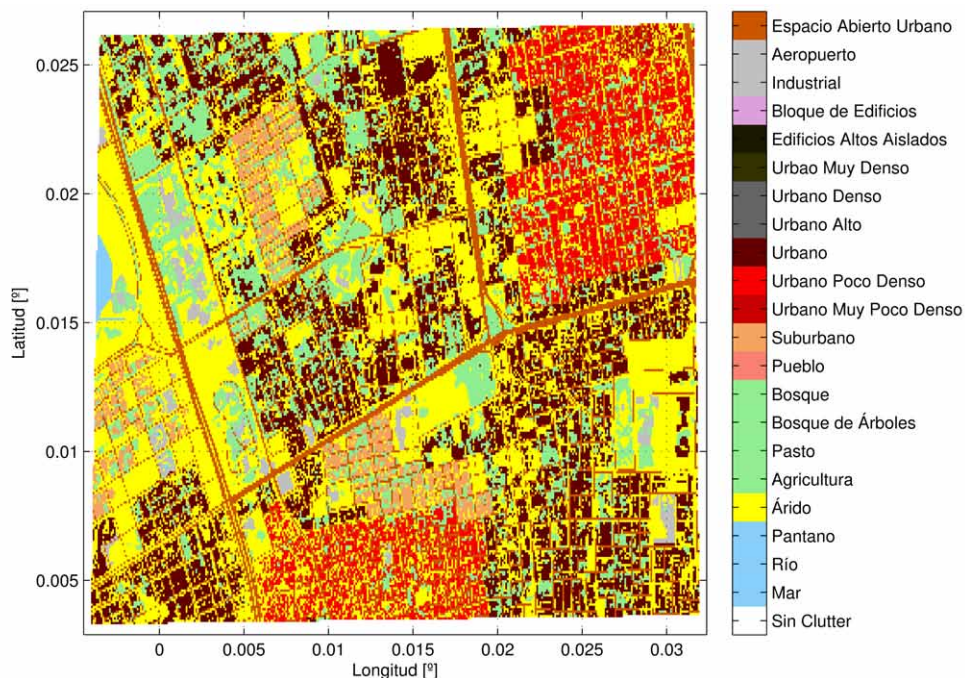 Espacio Abierto Urbano
Aeropuerto
Industrial
Bloque de Edificios
Edificios Altos Aislados
Urbao Muy Denso
Urbano Denso
Urbano Alto
Urbano
Urbano Poco Denso
Urbano Muy Poco Denso
Suburbano
Pueblo
Bosque
Bosque de Árboles
Pasto
Agricultura
Árido
Pantano
Río
Mar
Sin Clutter
Latitud [º]
0.025
0.02
0.015
0.01
0.005
0 0.005 0.01 0.015 0.02 0.025 0.03
Longitud [º]